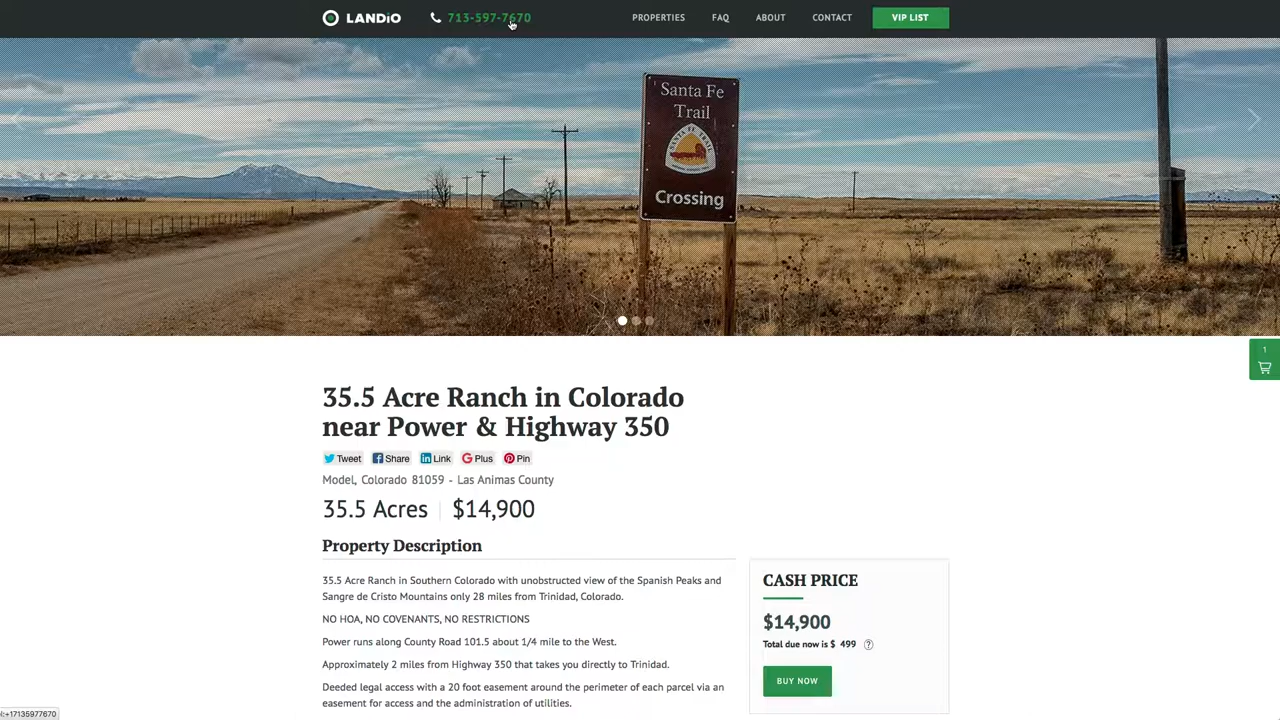 LANDiO
713-597-7670
PROPERTIES
FAQ
ABOUT
CONTACT
VIP LIST
Santa Fe
Trail
SANTA FE TRAIL
Crossing
1
35.5 Acre Ranch in Colorado
near Power & Highway 350
Tweet
Share
Link
Plus
Pin
Model, Colorado 81059 - Las Animas County
35.5 Acres
$14,900
Property Description
35.5 Acre Ranch in Southern Colorado with unobstructed view of the Spanish Peaks and
Sangre de Cristo Mountains only 28 miles from Trinidad, Colorado.
NO HOA, NO COVENANTS, NO RESTRICTIONS
Power runs along County Road 101.5 about 1/4 mile to the West.
Approximately 2 miles from Highway 350 that takes you directly to Trinidad.
Deeded legal access with a 20 foot easement around the perimeter of each parcel via an
easement for access and the administration of utilities.
CASH PRICE
$14,900
Total due now is $ 499 ?
BUY NOW
l:+17135977670